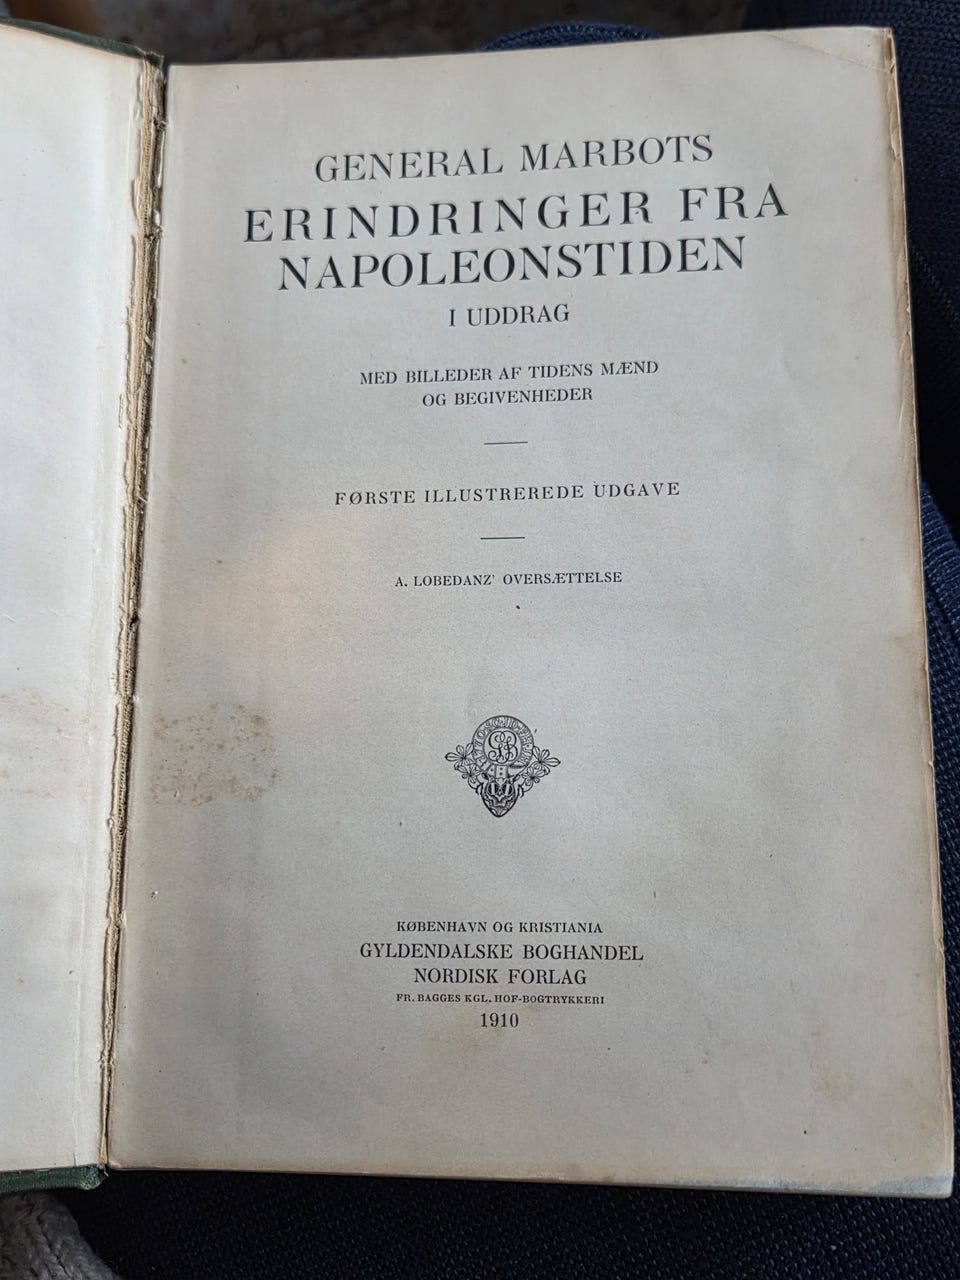 GENERAL MARBOTS
ERINDRINGER FRA
NAPOLEONSTIDEN
I UDDRAG
MED BILLEDER AF TIDENS MÆND
OG BEGIVENHEDER
FØRSTE ILLUSTREREDE UDGAVE
A. LOBEDANZ' OVERSÆTTELSE
KØBENHAVN OG KRISTIANIA
GYLDENDALSKE BOGHANDEL
NORDISK FORLAG
FR. BAGGES KGL. HOF-BOGTRYKKERI
1910